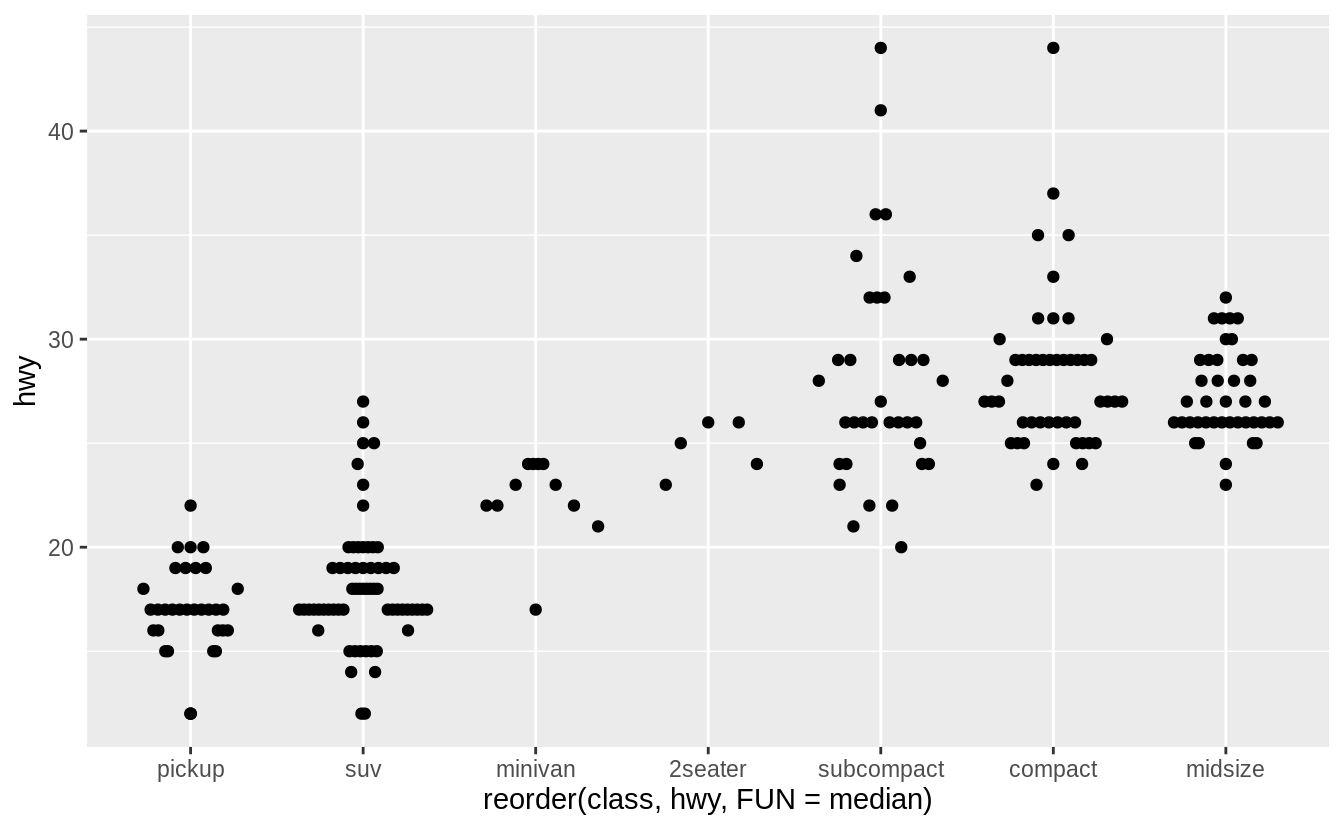 hwy
40
30
20
pickup suv minivan 2seater subcompact compact midsize
reorder(class, hwy, FUN = median)